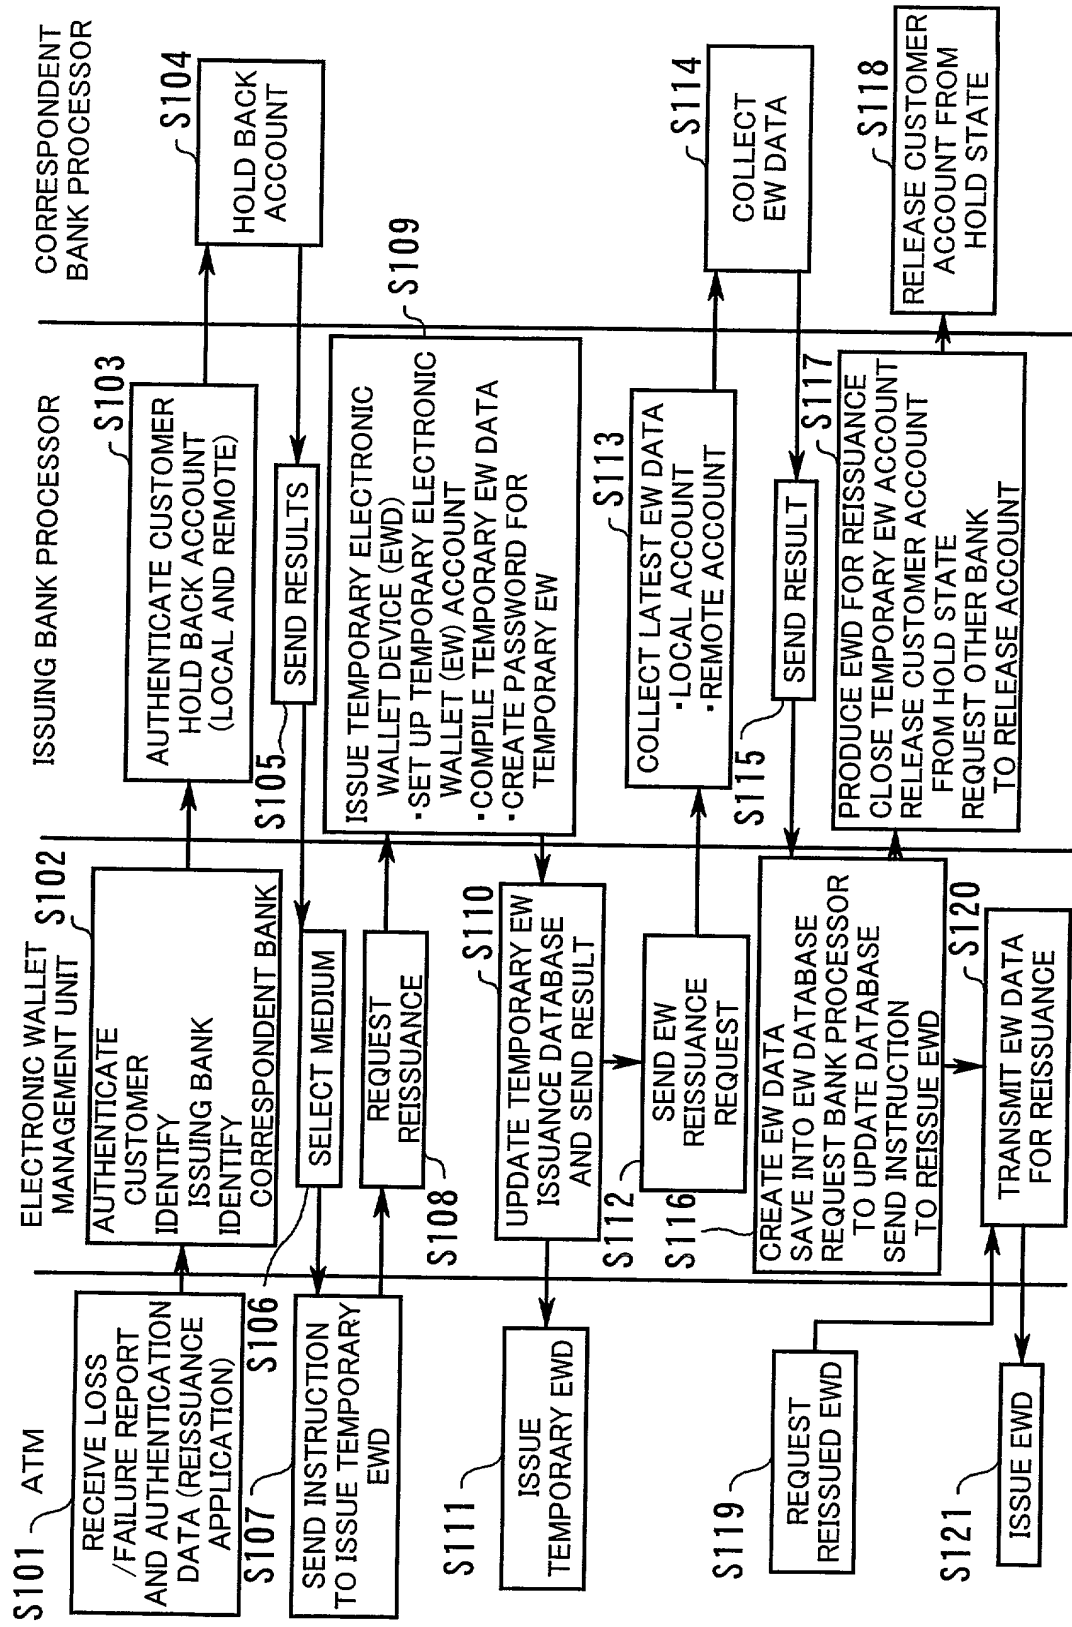 ATM
ELECTRONIC WALLET
MANAGEMENT UNIT
ISSUING BANK PROCESSOR
CORRESPONDENT
BANK PROCESSOR
S101
RECEIVE LOSS
/FAILURE REPORT
AND AUTHENTICATION
DATA (REISSUANCE
APPLICATION)
S102
AUTHENTICATE
CUSTOMER
IDENTIFY
ISSUING BANK
IDENTIFY
CORRESPONDENT BANK
S103
AUTHENTICATE CUSTOMER
HOLD BACK ACCOUNT
(LOCAL AND REMOTE)
S104
HOLD BACK
ACCOUNT
S105
SEND RESULTS
S106
SELECT MEDIUM
S107
SEND INSTRUCTION
TO ISSUE TEMPORARY
EWD
S108
REQUEST
REISSUANCE
S109
ISSUE TEMPORARY ELECTRONIC
WALLET DEVICE (EWD)
・SET UP TEMPORARY ELECTRONIC
WALLET (EW) ACCOUNT
・COMPILE TEMPORARY EW DATA
・CREATE PASSWORD FOR
TEMPORARY EW
S110
UPDATE TEMPORARY EW
ISSUANCE DATABASE
AND SEND RESULT
S111
ISSUE
TEMPORARY EWD
S112
SEND EW
REISSUANCE
REQUEST
S113
COLLECT LATEST EW DATA
・LOCAL ACCOUNT
・REMOTE ACCOUNT
S114
COLLECT
EW DATA
S115
SEND RESULT
S116
CREATE EW DATA
SAVE INTO EW DATABASE
REQUEST BANK PROCESSOR
TO UPDATE DATABASE
SEND INSTRUCTION
TO REISSUE EWD
S117
PRODUCE EWD FOR REISSUANCE
CLOSE TEMPORARY EW ACCOUNT
RELEASE CUSTOMER ACCOUNT
FROM HOLD STATE
REQUEST OTHER BANK
TO RELEASE ACCOUNT
S118
RELEASE CUSTOMER
ACCOUNT FROM
HOLD STATE
S119
REQUEST
REISSUED EWD
S120
TRANSMIT EW DATA
FOR REISSUANCE
S121
ISSUE EWD